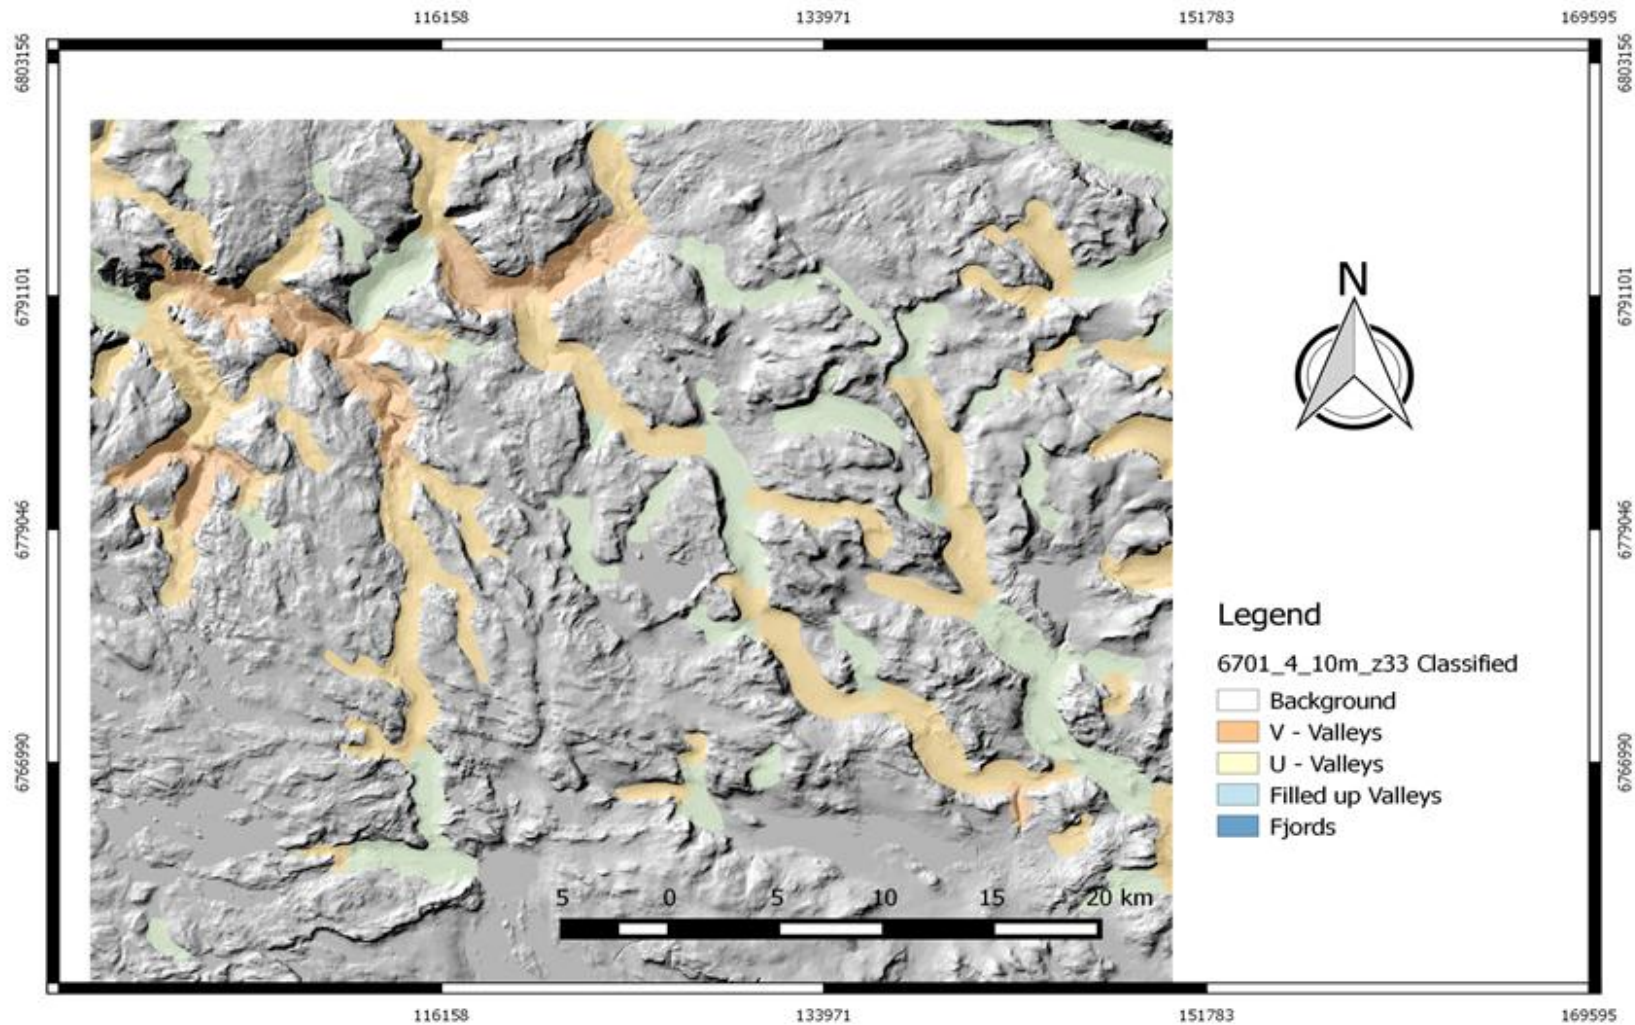 116158 133971 151783 169595
6803156 6803156
N
6791101 6791101
6779046 6779046
Legend
6701_4_10m_z33 Classified
Background
V - Valleys
U - Valleys
Filled up Valleys
Fjords
6766990 6766990
5 0 5 10 15 20 km
116158 133971 151783 169595